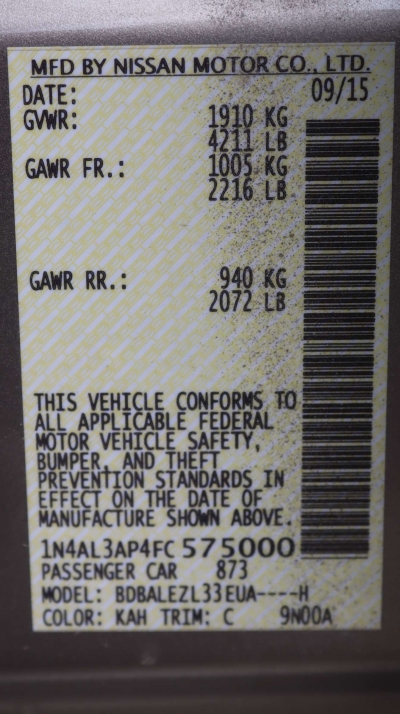 MFD BY NISSAN MOTOR CO., LTD.
DATE: 09/15
GVWR: 1910 KG
4211 LB
GAWR FR.: 1005 KG
2216 LB
GAWR RR.: 940 KG
2072 LB
THIS VEHICLE CONFORMS TO
ALL APPLICABLE FEDERAL
MOTOR VEHICLE SAFETY,
BUMPER, AND THEFT
PREVENTION STANDARDS IN
EFFECT ON THE DATE OF
MANUFACTURE SHOWN ABOVE.
1N4AL3AP4FC575000
PASSENGER CAR 873
MODEL: BDBALEZL33EUA----H
COLOR: KAH TRIM: C 9N00A